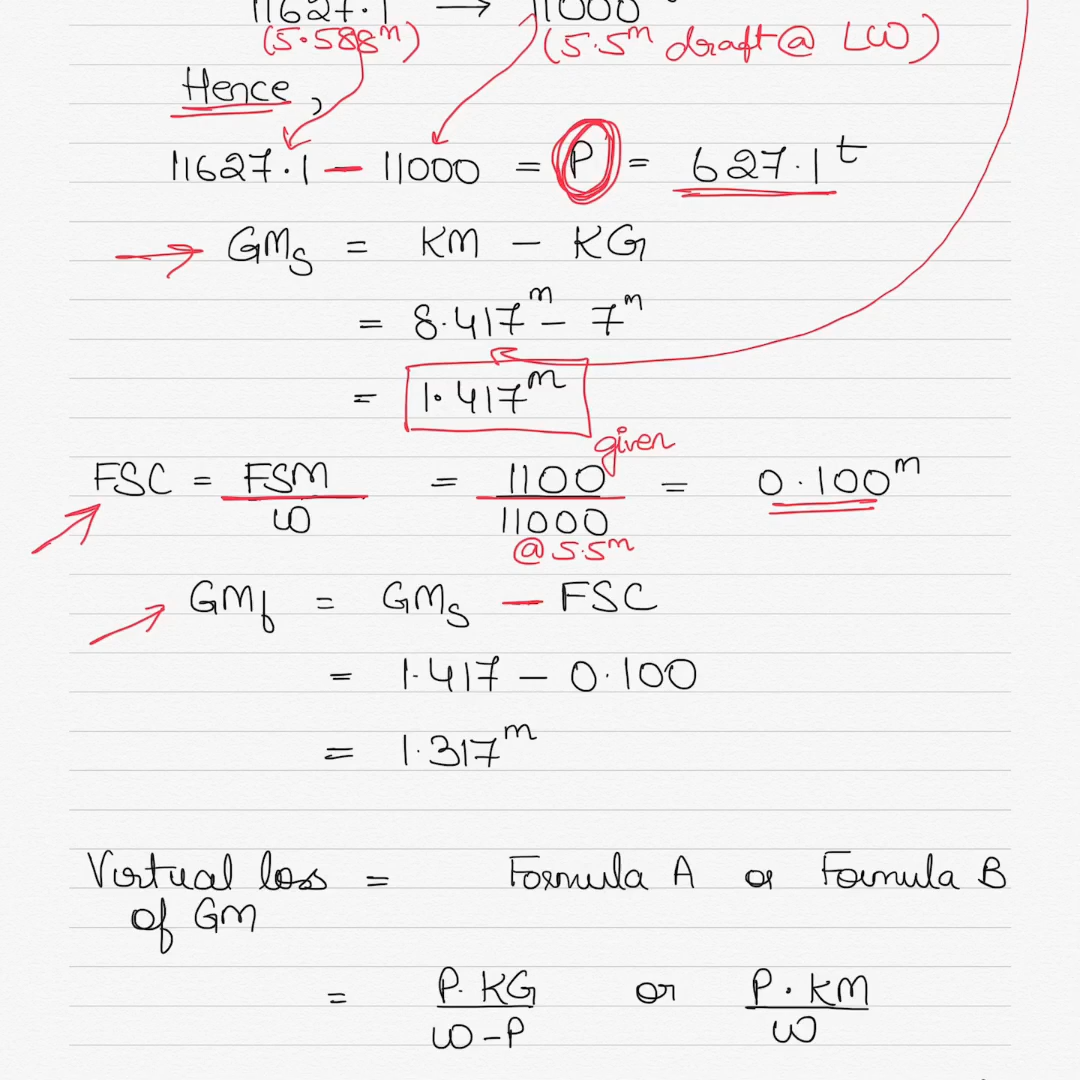 11627.1 → 11000
(5.588ᵐ) (5.5ᵐ draft @ LW)
Hence,
11627.1 − 11000 = P = 627.1ᵗ
→ GMₛ = KM − KG
= 8.417ᵐ − 7ᵐ
= 1.417ᵐ
given
FSC = FSM = 1100 = 0.100ᵐ
W 11000
@ 5.5ᵐ
GMf = GMₛ − FSC
= 1.417 − 0.100
= 1.317ᵐ
Virtual loss = Formula A or Formula B
of GM
= P. KG or P . KM
W − P W